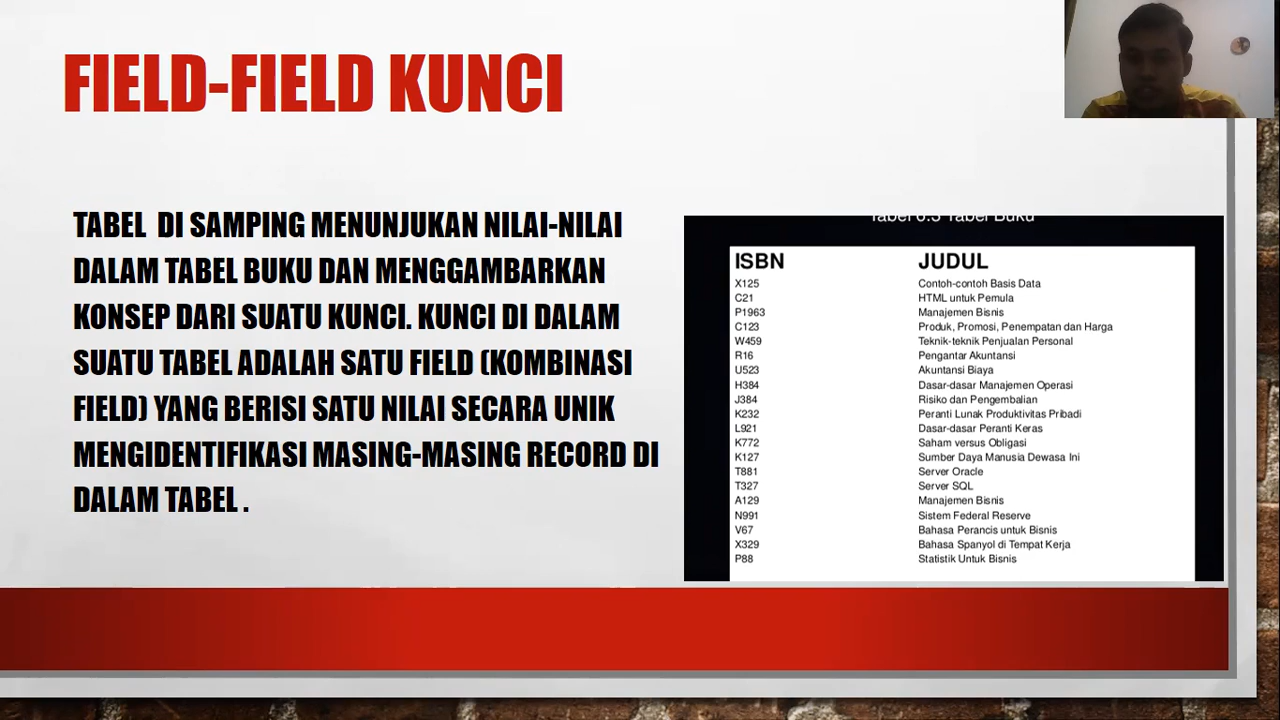 FIELD-FIELD KUNCI
TABEL DI SAMPING MENUNJUKAN NILAI-NILAI
DALAM TABEL BUKU DAN MENGGAMBARKAN
KONSEP DARI SUATU KUNCI. KUNCI DI DALAM
SUATU TABEL ADALAH SATU FIELD (KOMBINASI
FIELD) YANG BERISI SATU NILAI SECARA UNIK
MENGIDENTIFIKASI MASING-MASING RECORD DI
DALAM TABEL .
Tabel 6.3 Tabel Buku
ISBN JUDUL
X125 Contoh-contoh Basis Data
C21 HTML untuk Pemula
P1963 Manajemen Bisnis
C123 Produk, Promosi, Penempatan dan Harga
W459 Teknik-teknik Penjualan Personal
R16 Pengantar Akuntansi
U523 Akuntansi Biaya
H384 Dasar-dasar Manajemen Operasi
J384 Risiko dan Pengembalian
K232 Peranti Lunak Produktivitas Pribadi
L921 Dasar-dasar Peranti Keras
K772 Saham versus Obligasi
K127 Sumber Daya Manusia Dewasa Ini
T881 Server Oracle
T327 Server SQL
A129 Manajemen Bisnis
N991 Sistem Federal Reserve
V67 Bahasa Perancis untuk Bisnis
X329 Bahasa Spanyol di Tempat Kerja
P88 Statistik Untuk Bisnis